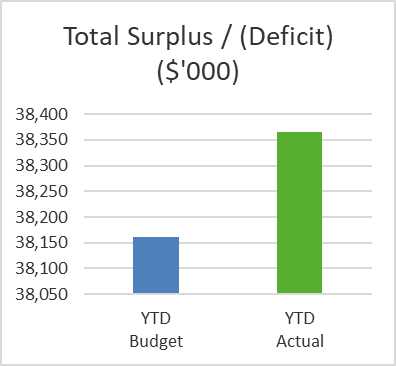 Total Surplus / (Deficit)
($'000)
38,400
38,350
38,300
38,250
38,200
38,150
38,100
38,050
YTD
Budget
YTD
Actual